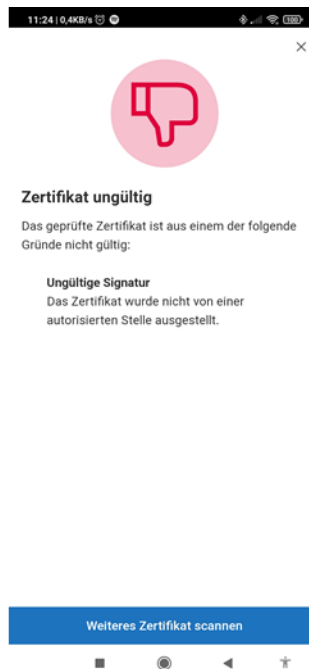 11:24 | 0,4KB/s
100
Zertifikat ungültig
Das geprüfte Zertifikat ist aus einem der folgende
Gründe nicht gültig:
Ungültige Signatur
Das Zertifikat wurde nicht von einer
autorisierten Stelle ausgestellt.
Weiteres Zertifikat scannen